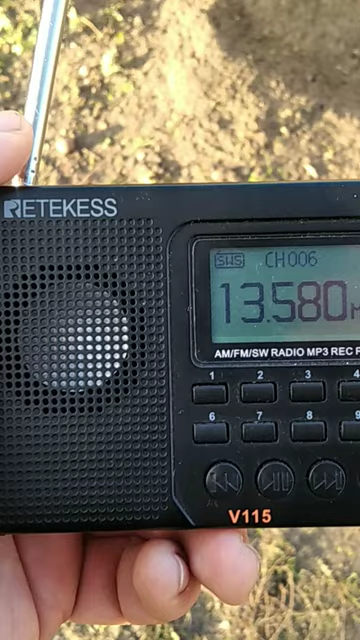 RETEKESS
SW5 CH006
13.580
AM/FM/SW RADIO MP3 REC
1 2 3 4
6 7 8 9
V115